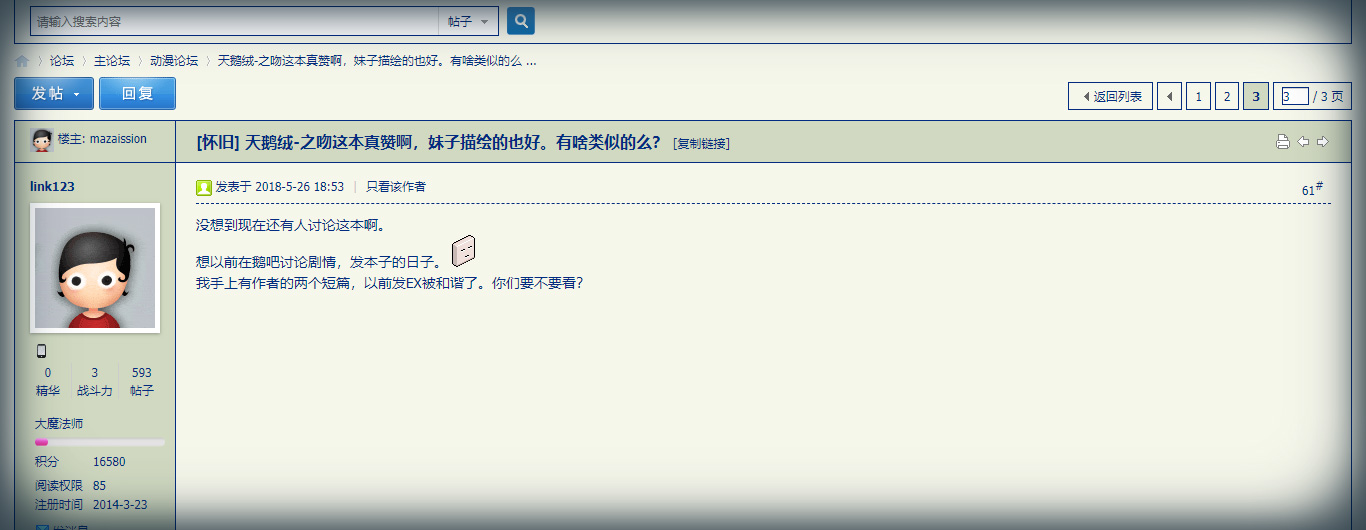 请输入搜索内容 帖子
论坛 主论坛 动漫论坛 天鹅绒-之吻这本真赞啊，妹子描绘的也好。有啥类似的么 ...
发帖 回复 返回列表 1 2 3 3 / 3 页
楼主: mazaission [怀旧] 天鹅绒-之吻这本真赞啊，妹子描绘的也好。有啥类似的么？ [复制链接]
link123 发表于 2018-5-26 18:53 | 只看该作者 61#
没想到现在还有人讨论这本啊。
想以前在鹅吧讨论剧情，发本子的日子。
我手上有作者的两个短篇，以前发EX被和谐了。你们要不要看？
0 3 593
精华 战斗力 帖子
大魔法师
积分 16580
阅读权限 85
注册时间 2014-3-23
发消息